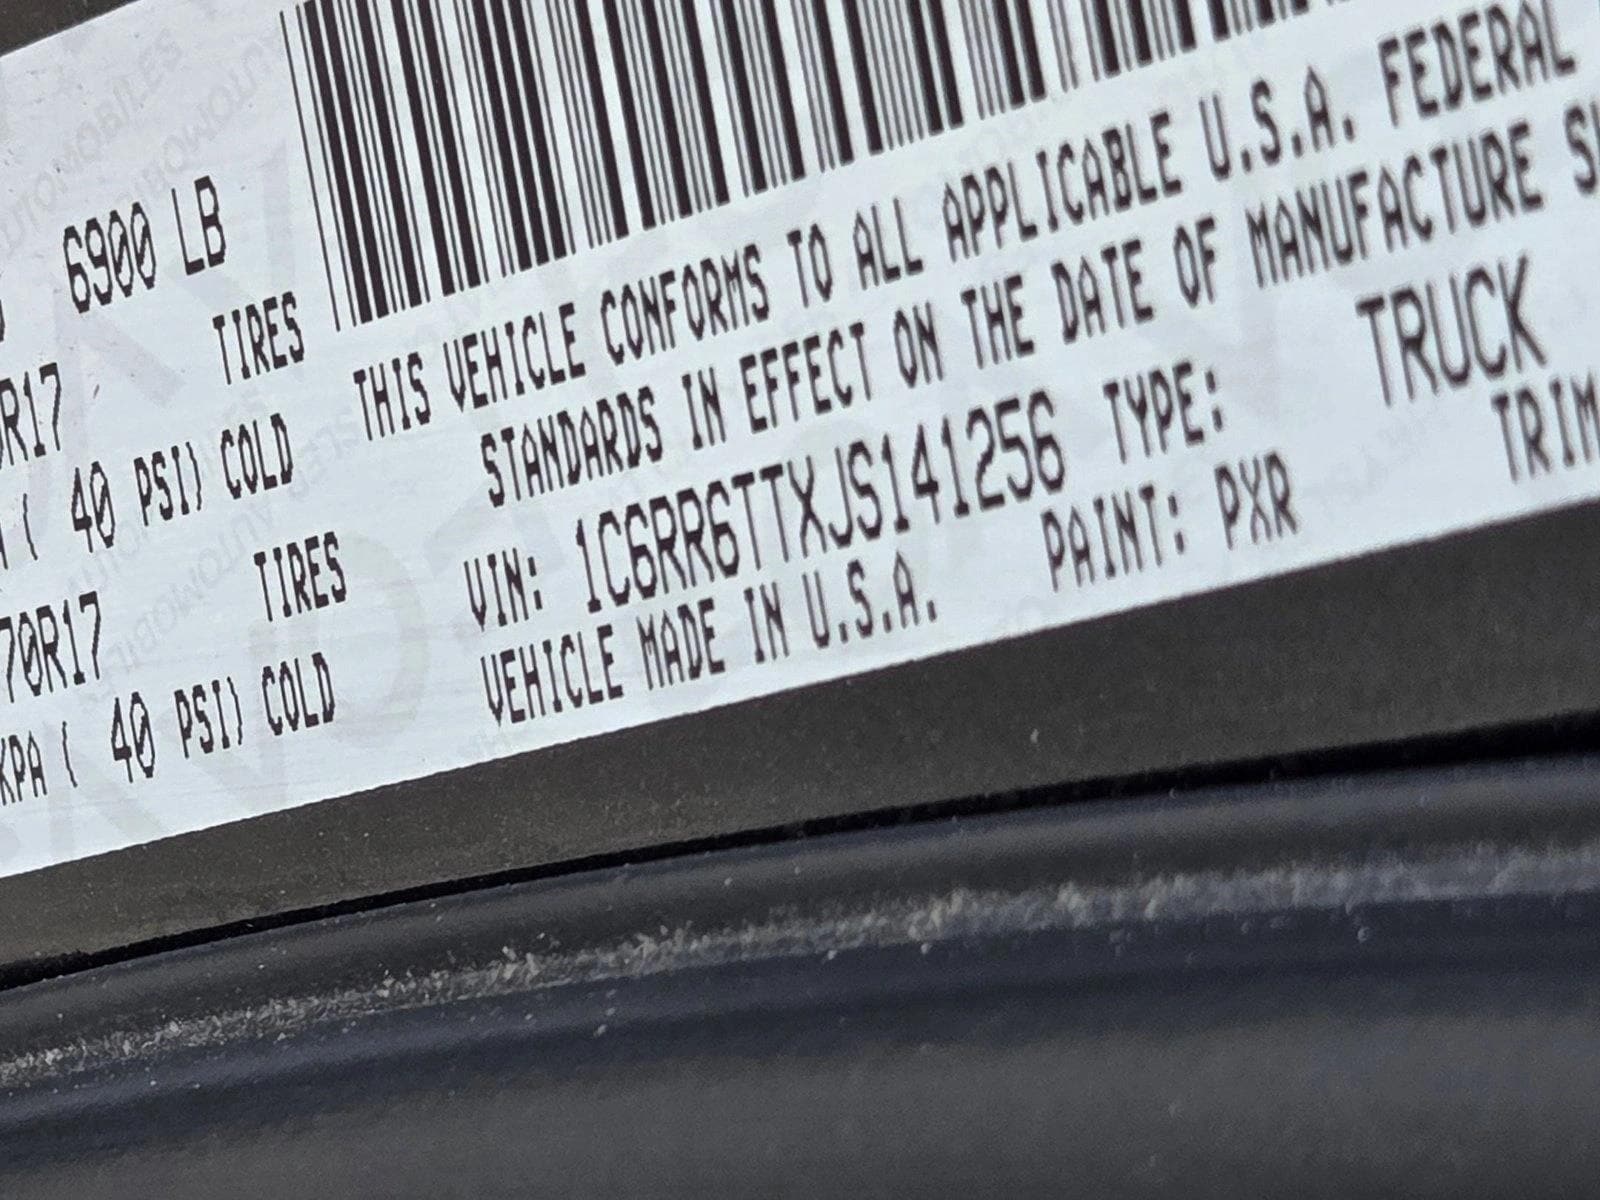 6900 LB
TIRES
R17
40 PSI) COLD
TIRES
70R17
KPA ( 40 PSI) COLD
THIS VEHICLE CONFORMS TO ALL APPLICABLE U.S.A. FEDERAL
STANDARDS IN EFFECT ON THE DATE OF MANUFACTURE
VIN: 1C6RR6TTXJS141256 TYPE: TRUCK
VEHICLE MADE IN U.S.A. PAINT: PXR TRIM